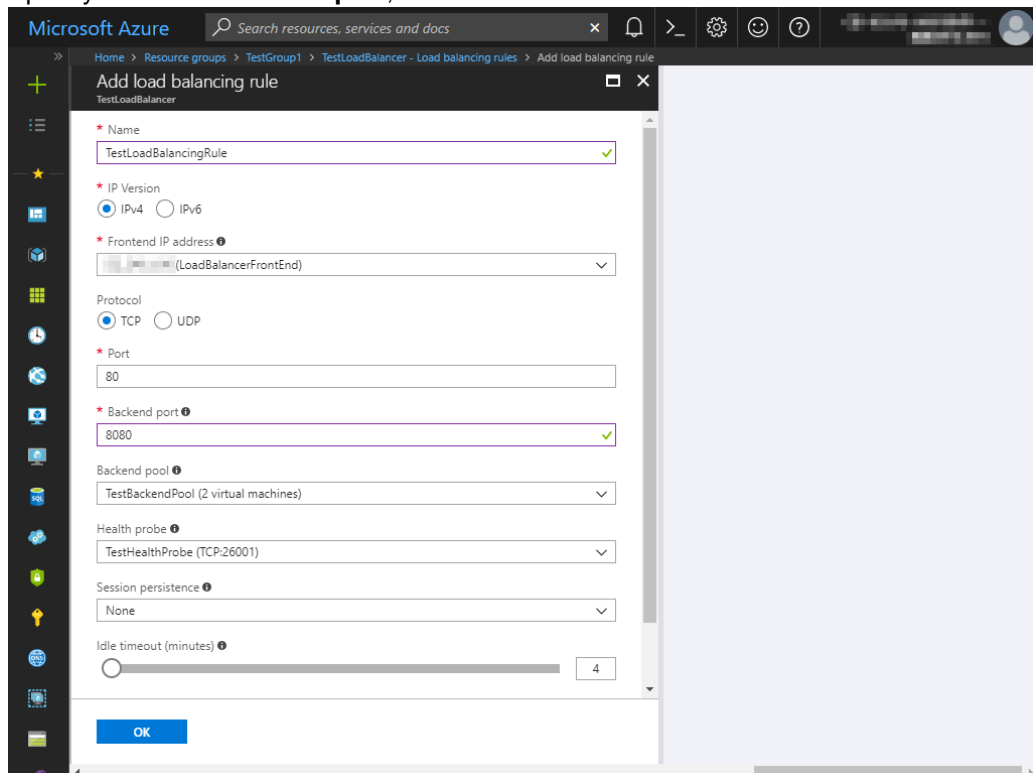 Microsoft Azure
Search resources, services and docs
Home > Resource groups > TestGroup1 > TestLoadBalancer - Load balancing rules > Add load balancing rule
Add load balancing rule
TestLoadBalancer
* Name
TestLoadBalancingRule
* IP Version
IPv4 IPv6
* Frontend IP address
(LoadBalancerFrontEnd)
Protocol
TCP UDP
* Port
80
* Backend port
8080
Backend pool
TestBackendPool (2 virtual machines)
Health probe
TestHealthProbe (TCP:26001)
SQL
Session persistence
None
Idle timeout (minutes)
DNS
4
OK